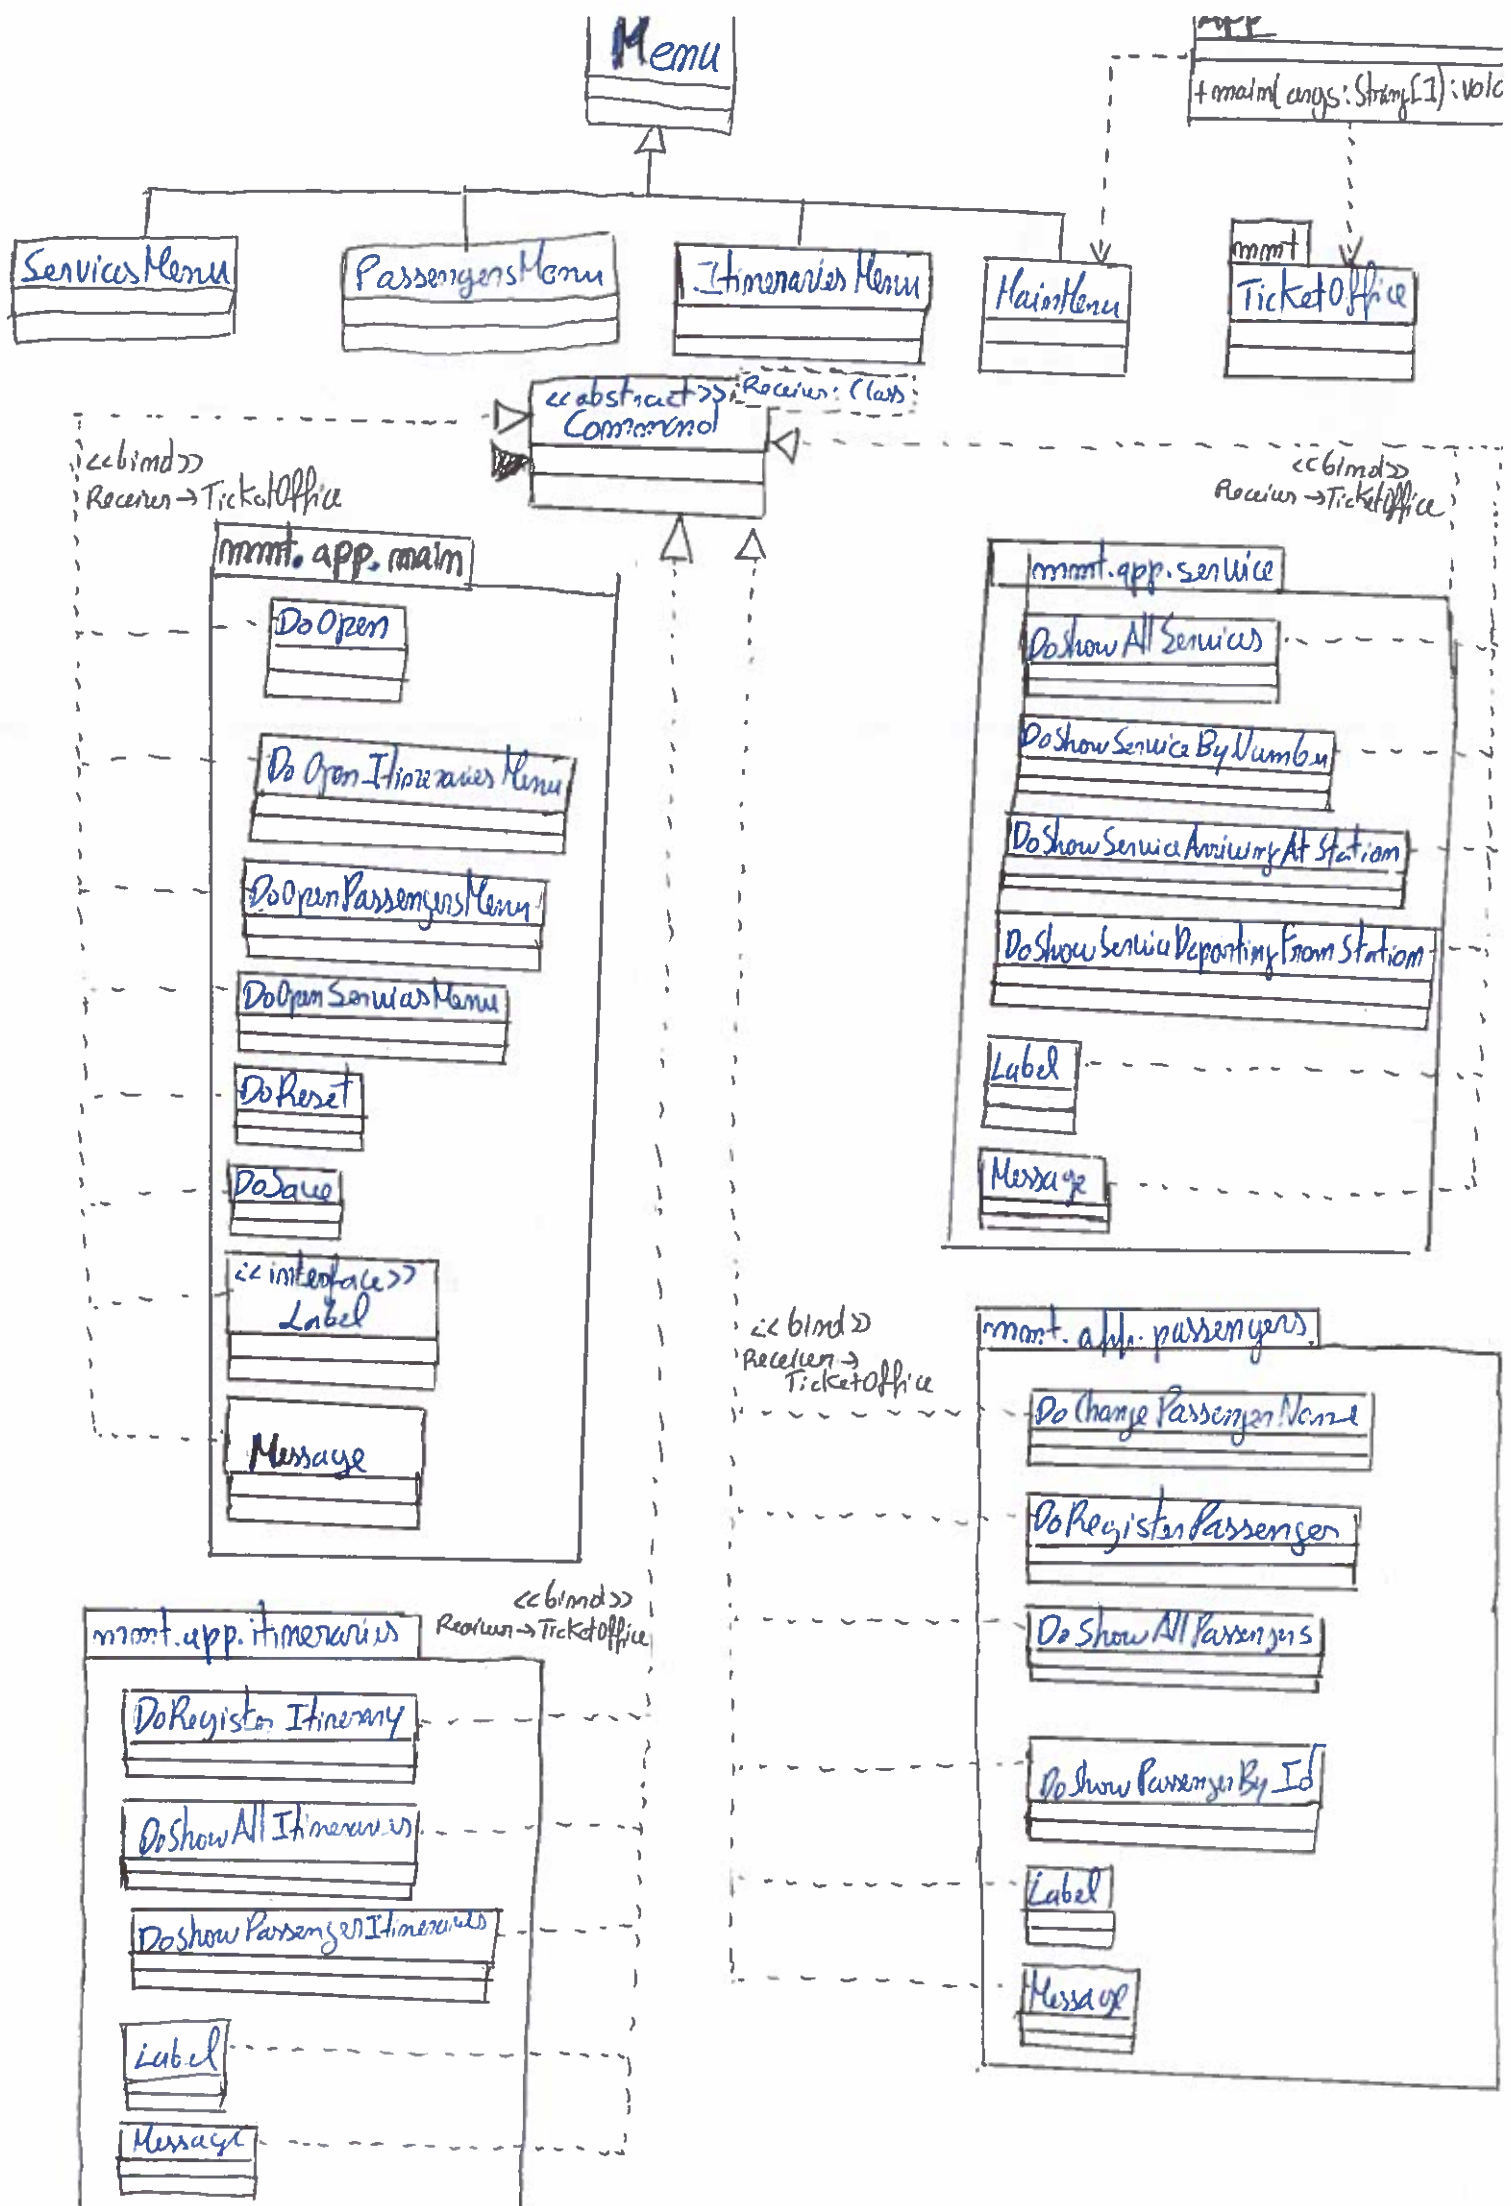 Menu
App
+main(args:String[]):void
ServicesMenu
PassengersMenu
ItinerariesMenu
MainMenu
mmt
TicketOffice
<<abstract>>
Command
Receiver: Class
<<bind>>
Receiver→TicketOffice
<<bind>>
Receiver→TicketOffice
mmt.app.main
DoOpen
DoOpenItinerariesMenu
DoOpenPassengersMenu
DoOpenServicesMenu
DoReset
DoSave
<<interface>>
Label
Message
mmt.app.service
DoShowAllServices
DoShowServiceByNumber
DoShowServiceArrivingAtStation
DoShowServiceDepartingFromStation
Label
Message
<<bind>>
Receiver→
TicketOffice
mmt.app.passengers
DoChangePassengerName
DoRegisterPassenger
DoShowAllPassengers
DoShowPassengerById
Label
Message
<<bind>>
Receiver→TicketOffice
mmt.app.itineraries
DoRegisterItinerary
DoShowAllItineraries
DoShowPassengerItineraries
Label
Message